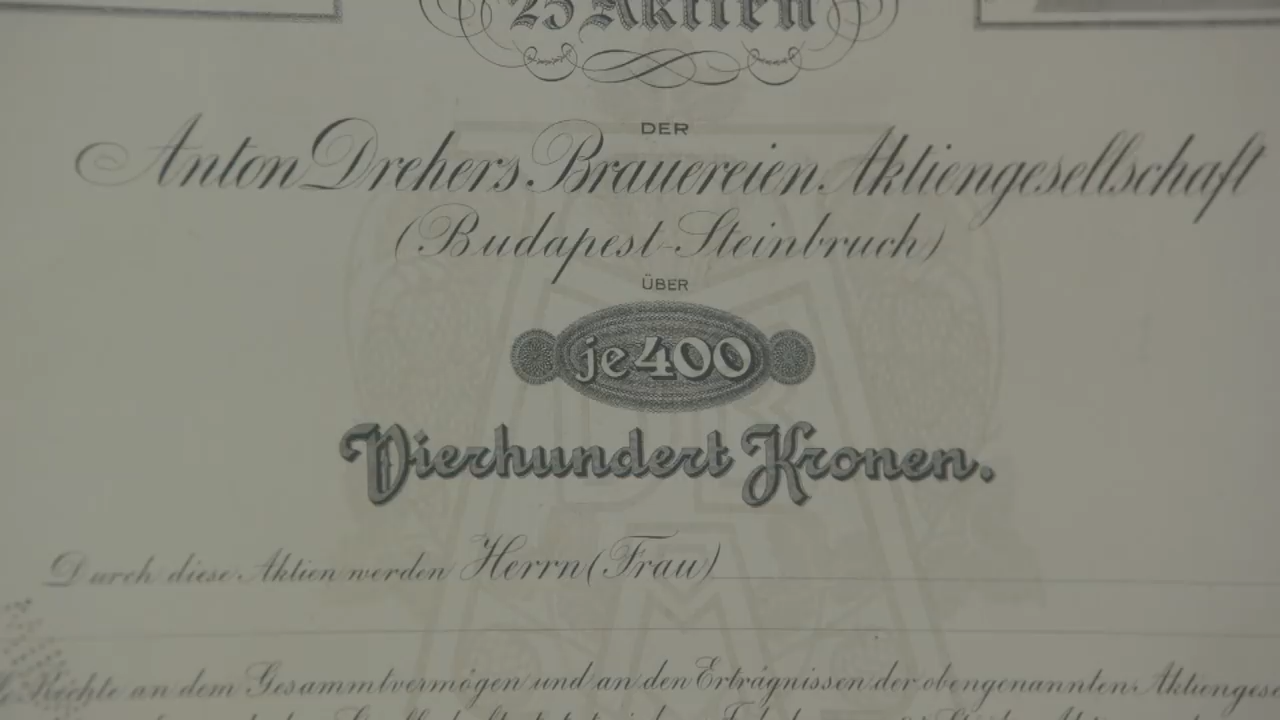 25 Aktien
DER
Anton Drehers Brauereien Aktiengesellschaft
(Budapest-Steinbruch)
ÜBER
je 400
Vierhundert Kronen.
Durch diese Aktien werden Herrn (Frau)
Rechte an dem Gesammtvermögen und an den Erträgnissen der obengenannten